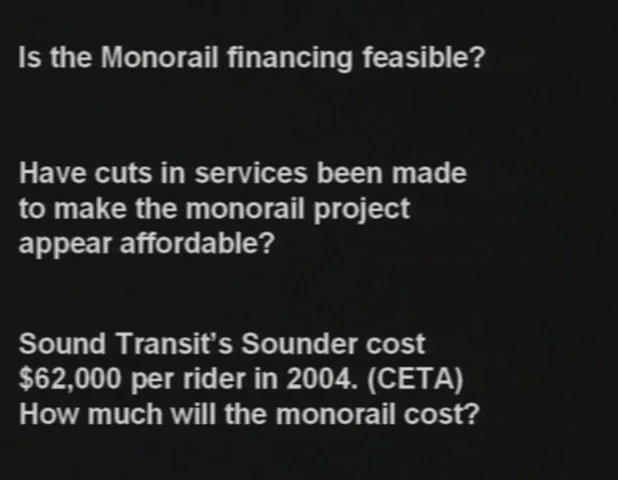 Is the Monorail financing feasible?
Have cuts in services been made
to make the monorail project
appear affordable?
Sound Transit's Sounder cost
$62,000 per rider in 2004. (CETA)
How much will the monorail cost?